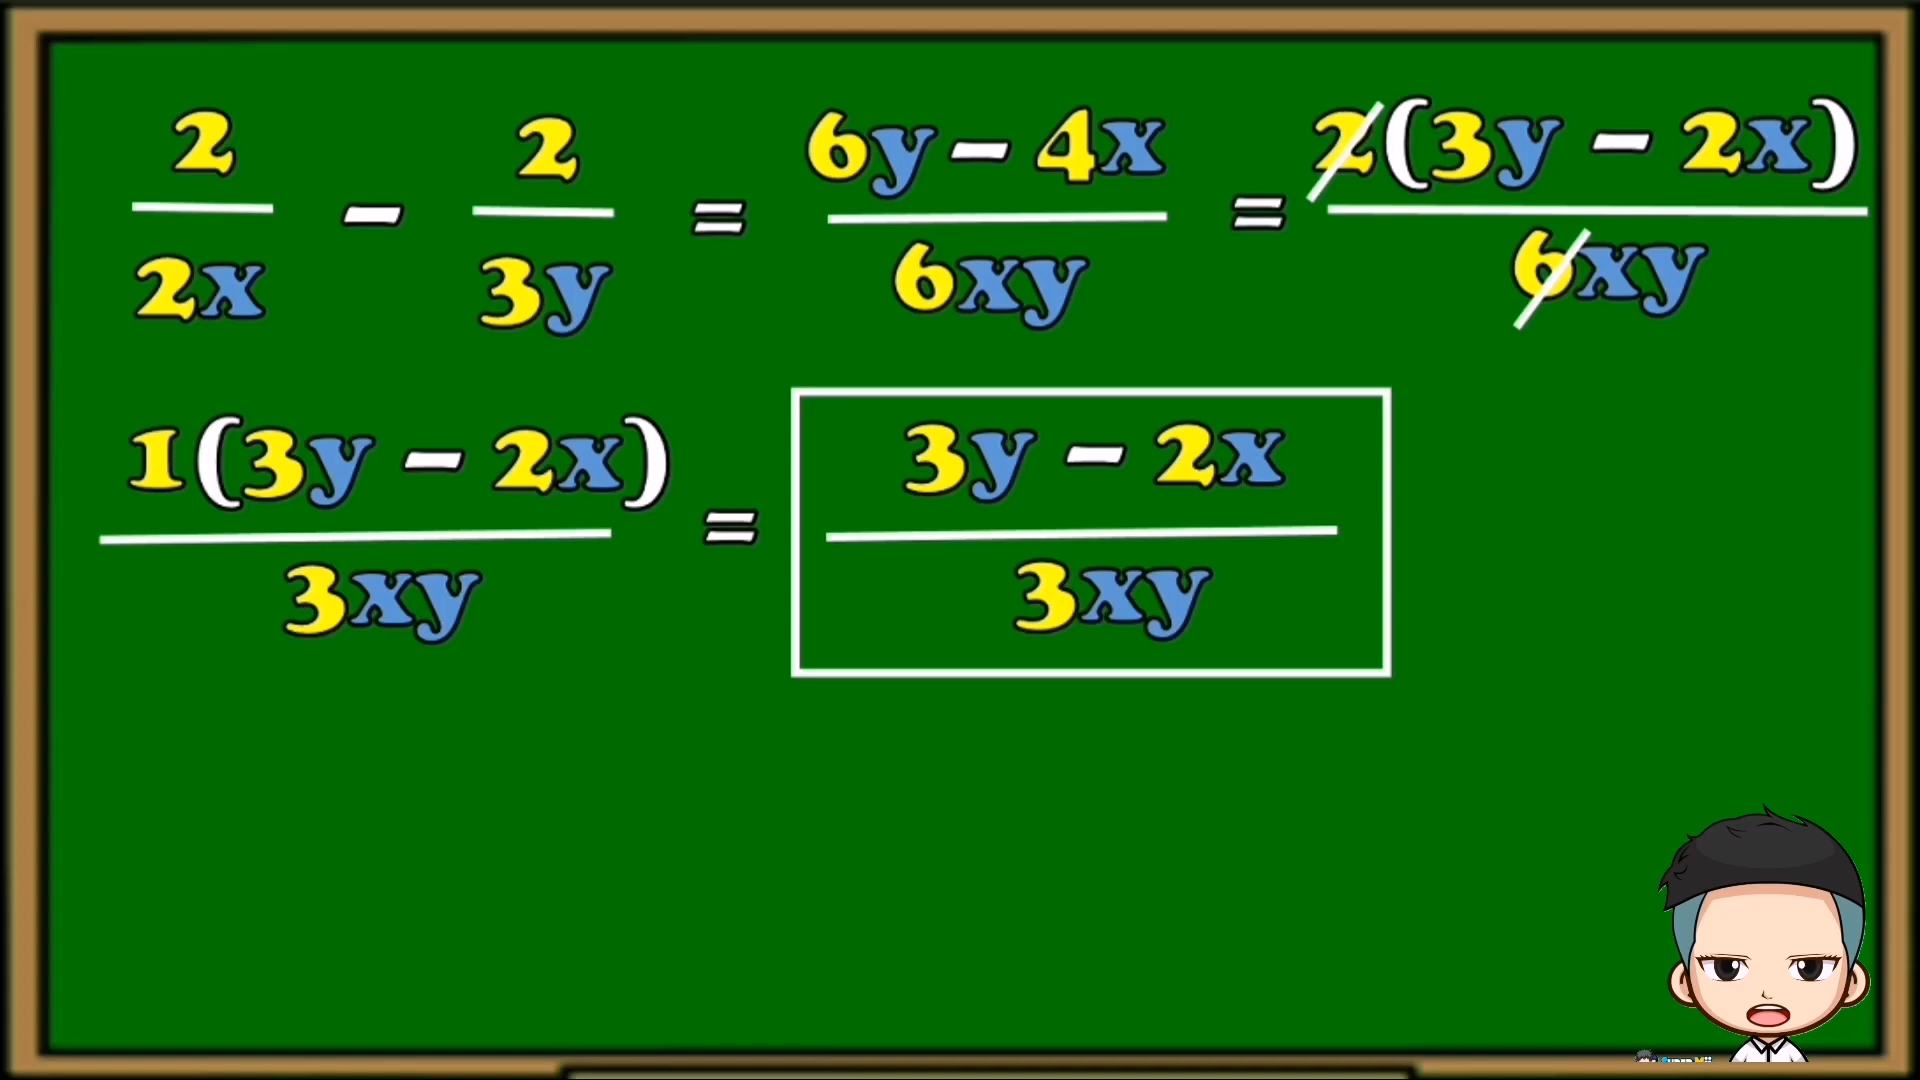 2/2x - 2/3y = 6y - 4x/6xy = 2(3y - 2x)/6xy
1(3y - 2x)/3xy = 3y - 2x/3xy